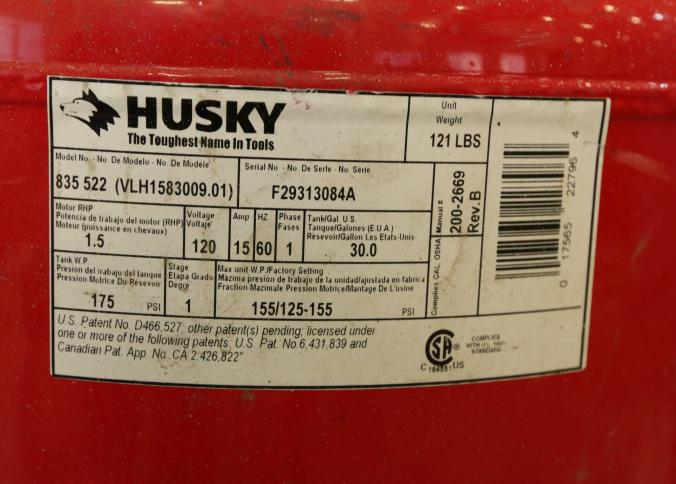 HUSKY
The Toughest Name In Tools
Unit
Weight
121 LBS
Model No. - No. De Modelo - No. De Modele
835 522 (VLH1583009.01)
Serial No. - No. De Serie - No. Serie
F29313084A
Manual #
200-2669
Rev.B
Complies CAL OSHA
Motor RHP
Potencia de trabajo del motor (RHP)
Moteur (puissance en chevaux)
1.5
Voltage
Voltaje
120
Amp
15
HZ
60
Phase
Fases
1
Tank/Gal. U.S.
Tanque/Galones (E.U.A.)
Resevoir/Gallon Les Etats-Unis
30.0
Tank W.P.
Presion del trabajo del tanque
Pression Motrice Du Resevoir
175 PSI
Stage
Etapa Grado
Degre
1
Max unit W.P./Factory Setting
Máxima presión de trabajo de la unidad/ajustada en fabrica
Fraction Mazimale Pression Motrice/Mantage De L'usine
155/125-155 PSI
U.S. Patent No. D466,527; other patent(s) pending; licensed under
one or more of the following patents: U.S. Pat. No 6,431,839 and
Canadian Pat. App. No. CA 2,426,822"
C US
COMPLIES
STANDARD
0 17565 22796 4